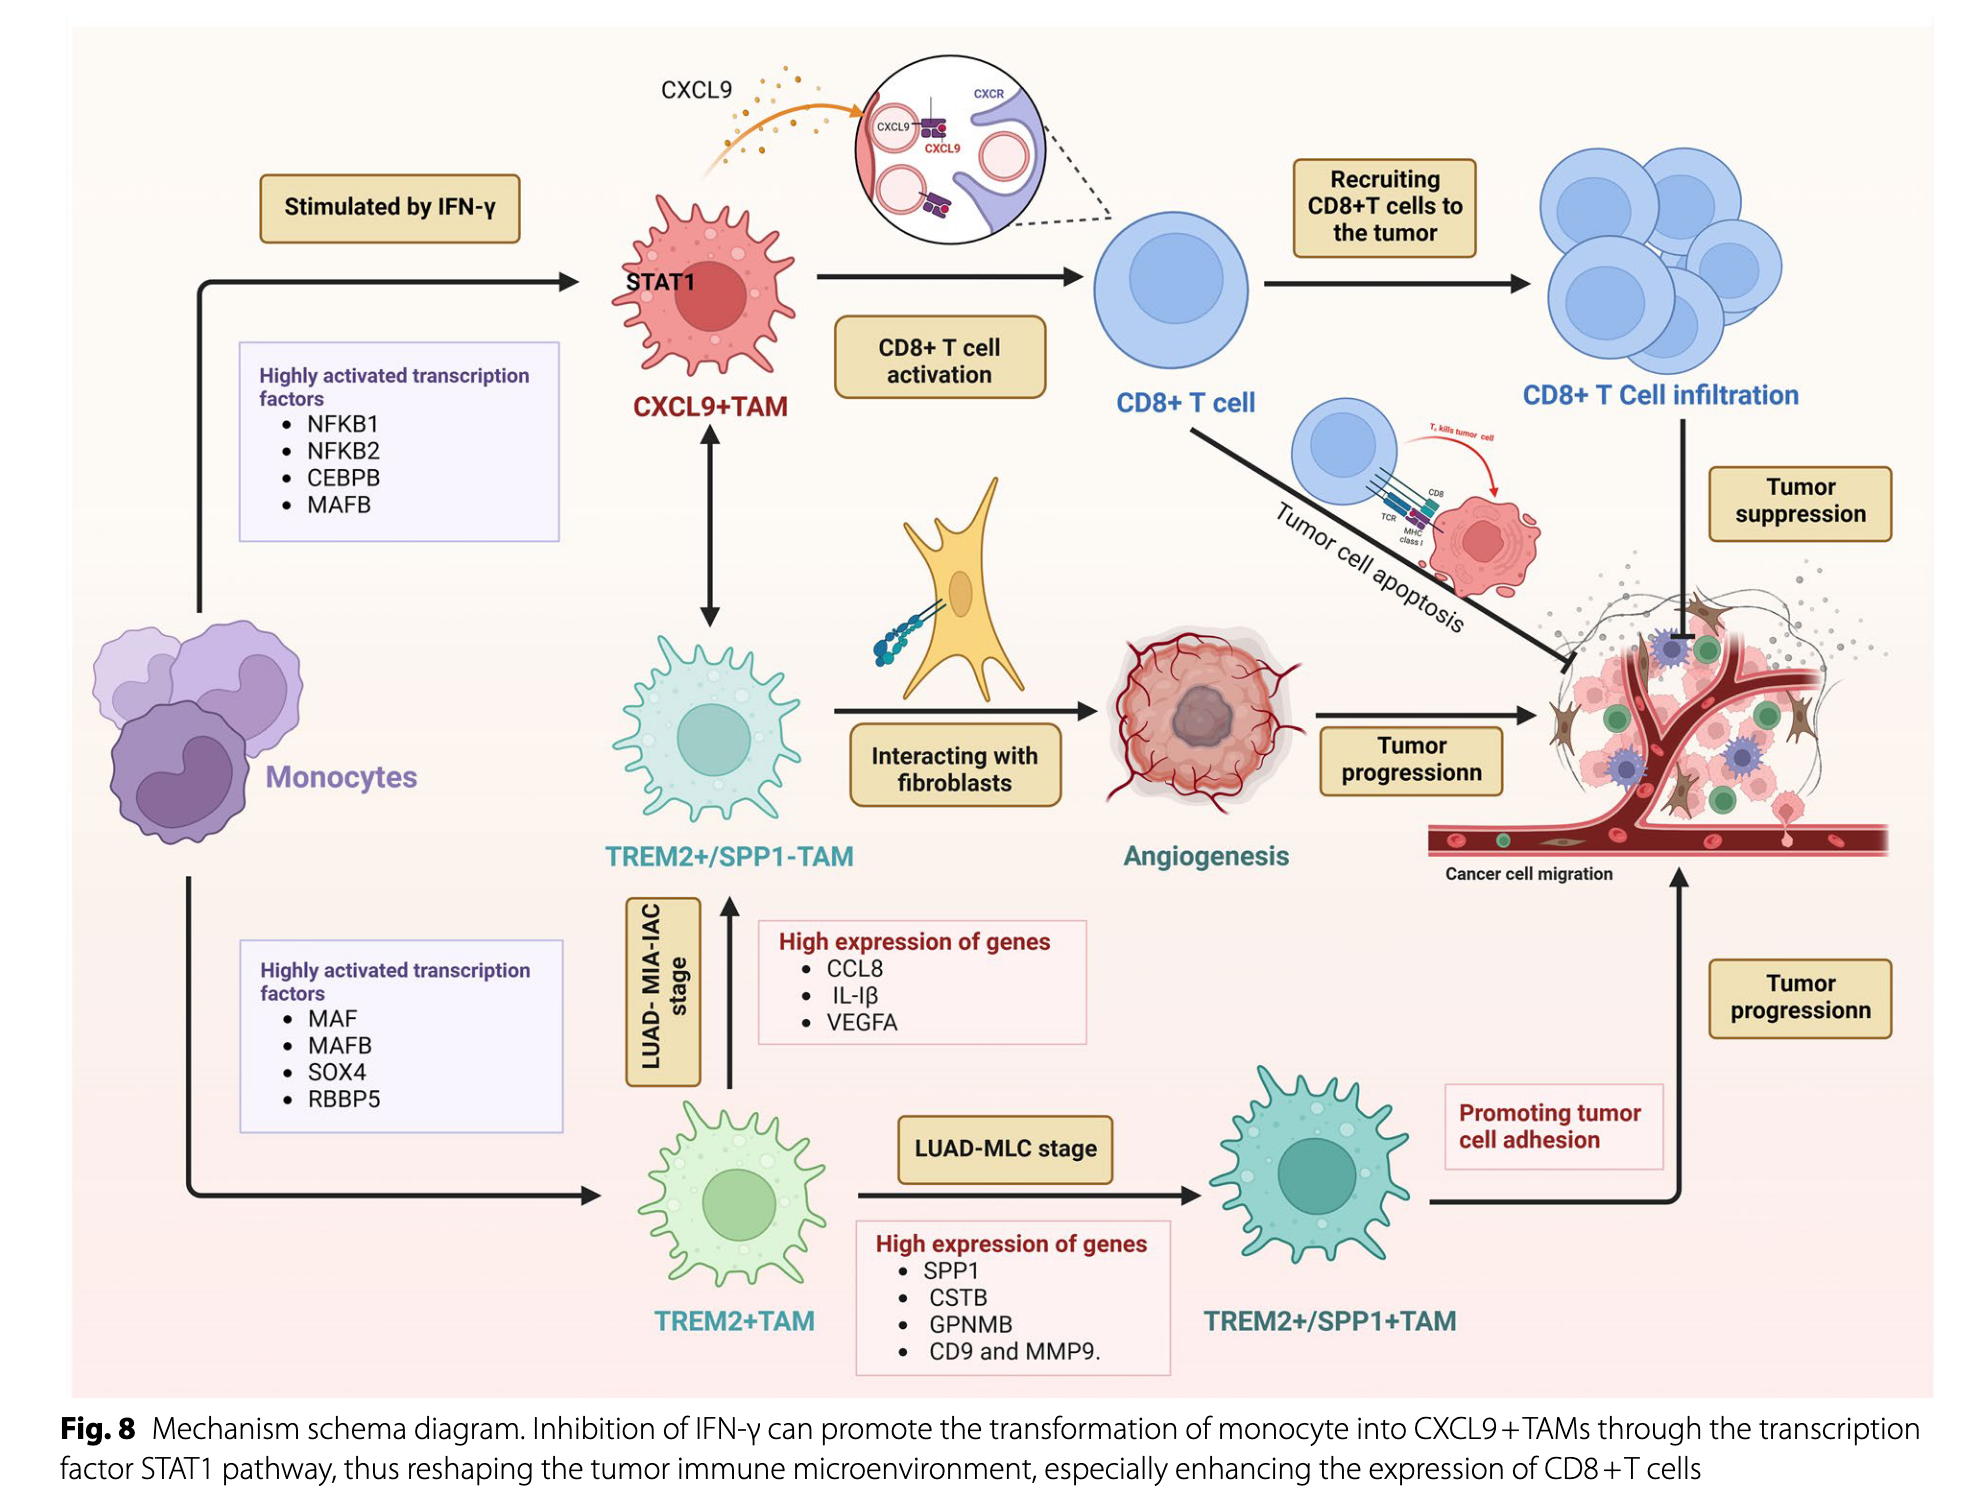 CXCL9
CXCR
CXCL9
CXCL9
Stimulated by IFN-γ
Recruiting
CD8+T cells to
the tumor
STAT1
CD8+ T cell
activation
CXCL9+TAM
CD8+ T cell
CD8+ T Cell infiltration
Highly activated transcription
factors
• NFKB1
• NFKB2
• CEBPB
• MAFB
kills tumor cell
CD8
TCR
MHC
class I
Tumor cell apoptosis
Tumor
suppression
Monocytes
Interacting with
fibroblasts
Tumor
progressionn
TREM2+/SPP1-TAM
Angiogenesis
Cancer cell migration
LUAD- MIA-IAC
stage
High expression of genes
• CCL8
• IL-Iβ
• VEGFA
Highly activated transcription
factors
• MAF
• MAFB
• SOX4
• RBBP5
Tumor
progressionn
LUAD-MLC stage
Promoting tumor
cell adhesion
High expression of genes
• SPP1
• CSTB
• GPNMB
• CD9 and MMP9.
TREM2+TAM
TREM2+/SPP1+TAM
Fig. 8 Mechanism schema diagram. Inhibition of IFN-γ can promote the transformation of monocyte into CXCL9+TAMs through the transcription
factor STAT1 pathway, thus reshaping the tumor immune microenvironment, especially enhancing the expression of CD8+T cells